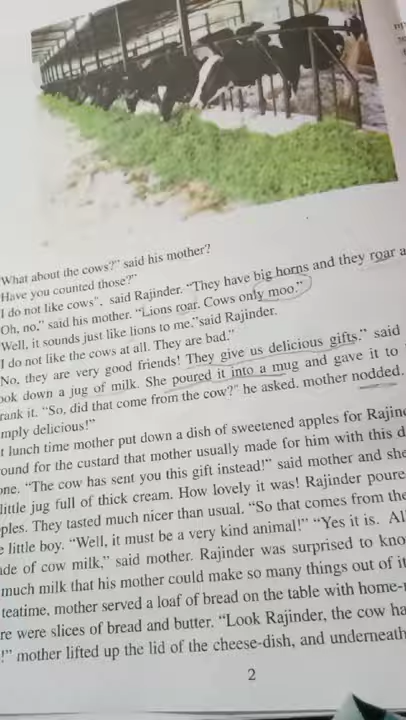 What about the cows?" said his mother?
Have you counted those?"
I do not like cows", said Rajinder. "They have big horns and they roar a
Oh, no," said his mother. "Lions roar. Cows only moo."
Well, it sounds just like lions to me."said Rajinder.
I do not like the cows at all. They are bad."
No, they are very good friends! They give us delicious gifts." said
ook down a jug of milk. She poured it into a mug and gave it to
rank it. "So, did that come from the cow?" he asked. mother nodded.
mply delicious!"
t lunch time mother put down a dish of sweetened apples for Rajin
ound for the custard that mother usually made for him with this d
one. "The cow has sent you this gift instead!" said mother and she
little jug full of thick cream. How lovely it was! Rajinder poure
ples. They tasted much nicer than usual. "So that comes from the
e little boy. "Well, it must be a very kind animal!" "Yes it is. Al
de of cow milk," said mother. Rajinder was surprised to kno
much milk that his mother could make so many things out of it
teatime, mother served a loaf of bread on the table with home-
re were slices of bread and butter. "Look Rajinder, the cow ha
!" mother lifted up the lid of the cheese-dish, and underneath
2